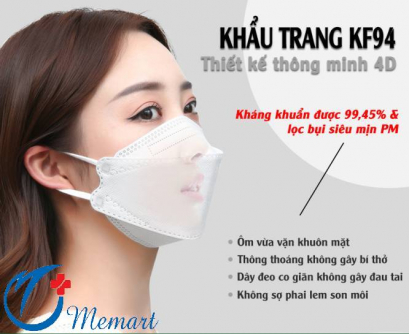 KHẨU TRANG KF94
Thiết kế thông minh 4D
Kháng khuẩn được 99,45% &
lọc bụi siêu mịn PM
• Ôm vừa vặn khuôn mặt
• Thông thoáng không gây bí thở
• Dây đeo co giãn không gây đau tai
• Không sợ phai lem son môi
Memart